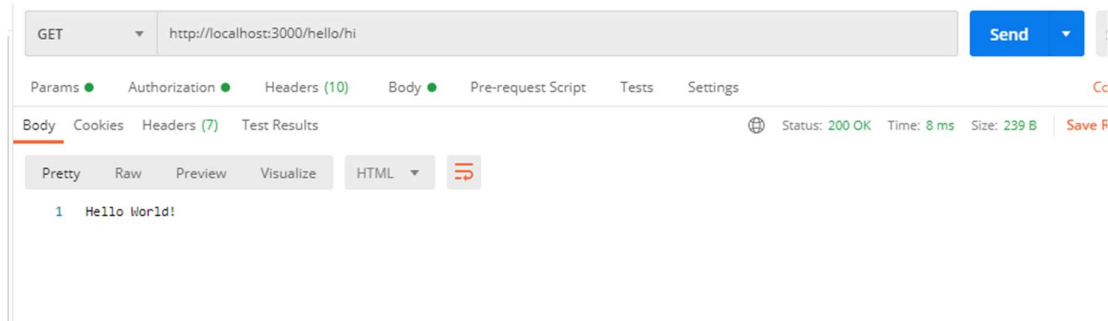 GET http://localhost:3000/hello/hi Send
Params Authorization Headers (10) Body Pre-request Script Tests Settings
Body Cookies Headers (7) Test Results Status: 200 OK Time: 8 ms Size: 239 B Save
Pretty Raw Preview Visualize HTML
1 Hello World!